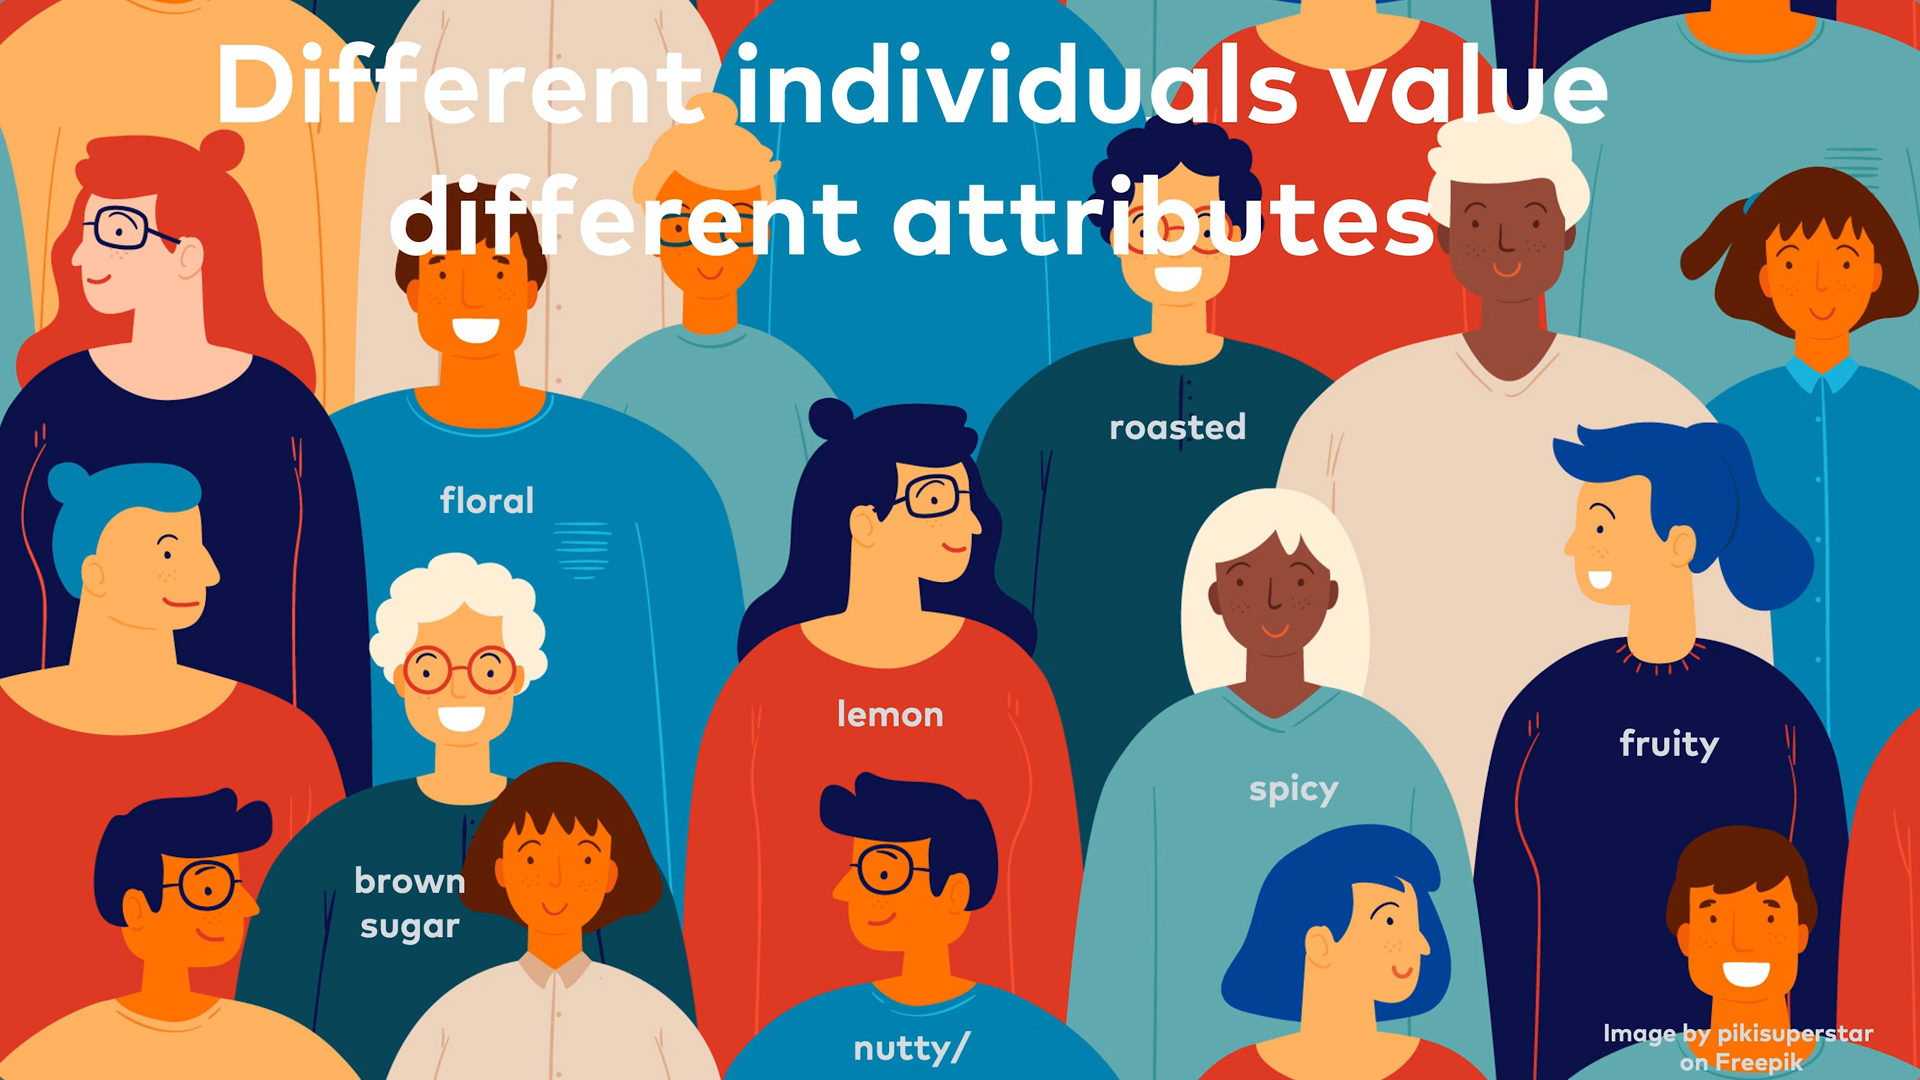 Different individuals value
different attributes
roasted
floral
lemon
fruity
spicy
brown
sugar
nutty/
Image by pikisuperstar
on Freepik